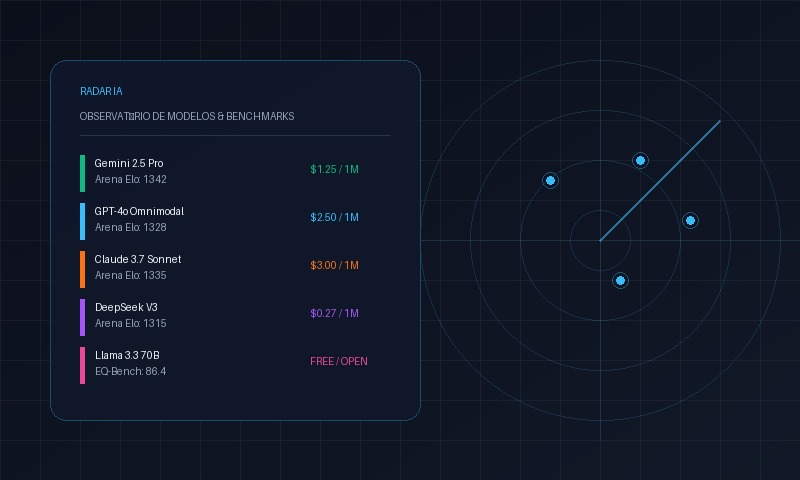 RADAR IA
OBSERVAT▯RIO DE MODELOS & BENCHMARKS
Gemini 2.5 Pro
Arena Elo: 1342
$1.25 / 1M
GPT-4o Omnimodal
Arena Elo: 1328
$2.50 / 1M
Claude 3.7 Sonnet
Arena Elo: 1335
$3.00 / 1M
DeepSeek V3
Arena Elo: 1315
$0.27 / 1M
Llama 3.3 70B
EQ-Bench: 86.4
FREE / OPEN